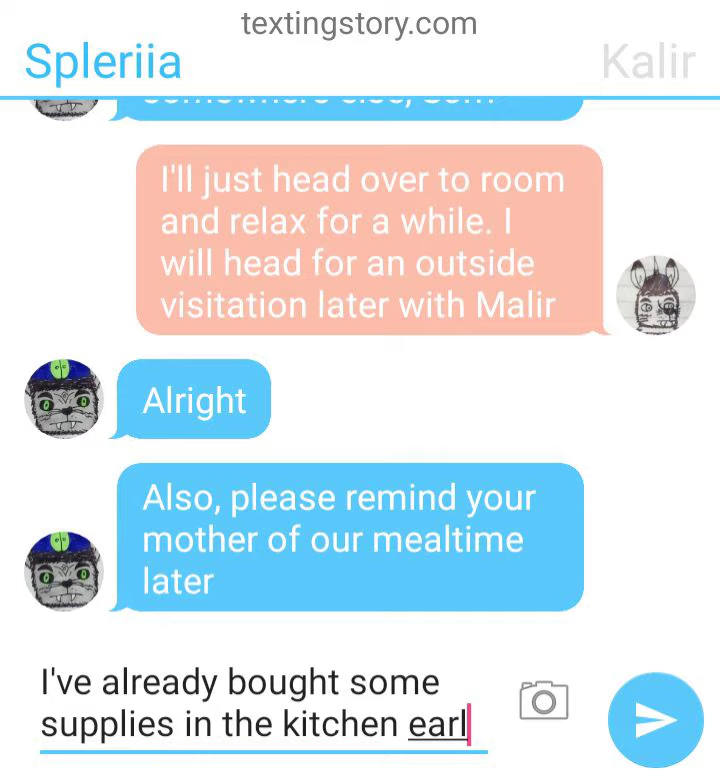 textingstory.com
Spleriia
Kalir
I'll just head over to room
and relax for a while. I
will head for an outside
visitation later with Malir
Alright
Also, please remind your
mother of our mealtime
later
I've already bought some
supplies in the kitchen earl